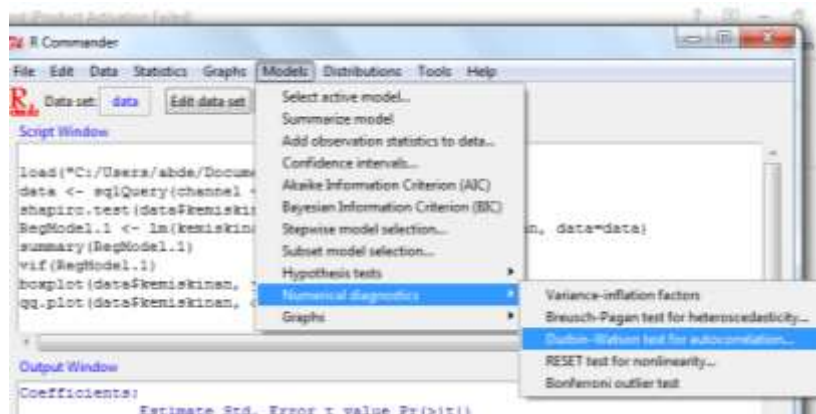 (Product Activation Failed)
R Commander
File Edit Data Statistics Graphs Models Distributions Tools Help
Data set: data Edit data set
Script Window
load("C:/Users/abde/Docume
data <- sqlQuery(channel
shapiro.test(data$kemiskin
RegModel.1 <- lm(kemiskina n, data=data)
summary(RegModel.1)
vif(RegModel.1)
boxplot(data$kemiskinan,
qq.plot(data$kemiskinan,
Select active model...
Summarize model
Add observation statistics to data...
Confidence intervals...
Akaike Information Criterion (AIC)
Bayesian Information Criterion (BIC)
Stepwise model selection...
Subset model selection...
Hypothesis tests
Numerical diagnostics
Graphs
Variance-inflation factors
Breusch-Pagan test for heteroscedasticity...
Durbin-Watson test for autocorrelation...
RESET test for nonlinearity...
Bonferroni outlier test
Output Window
Coefficients:
Estimate Std. Error t value Pr(>|t|)